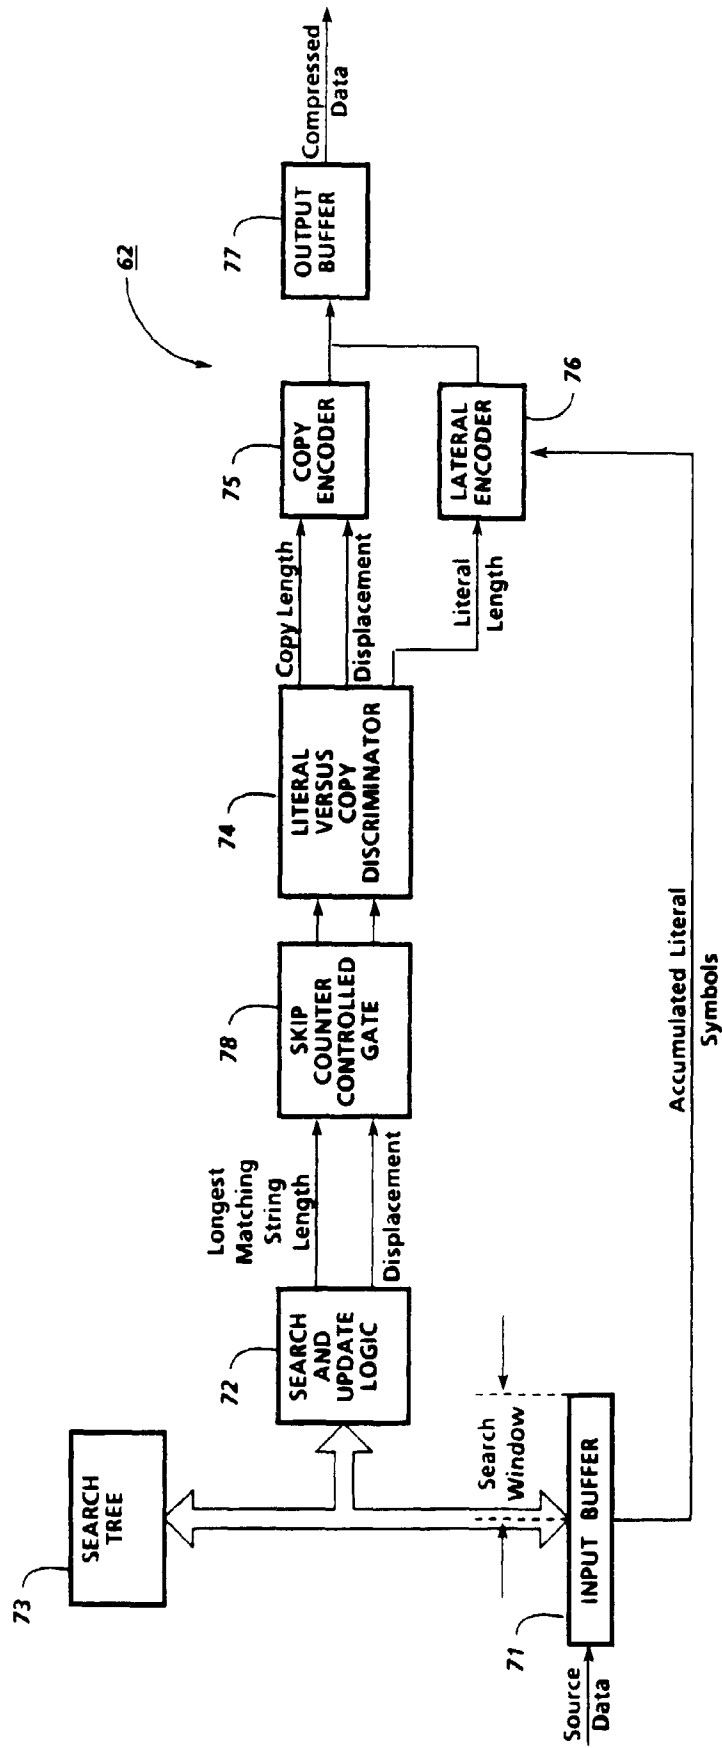 62
73
SEARCH
TREE
72
SEARCH
AND
UPDATE
LOGIC
Longest
Matching
String
Length
Displacement
78
SKIP
COUNTER
CONTROLLED
GATE
74
LITERAL
VERSUS
COPY
DISCRIMINATOR
Copy Length
Displacement
Literal
Length
75
COPY
ENCODER
76
LATERAL
ENCODER
77
OUTPUT
BUFFER
Compressed
Data
Search
Window
71
INPUT BUFFER
Source
Data
Accumulated Literal
Symbols